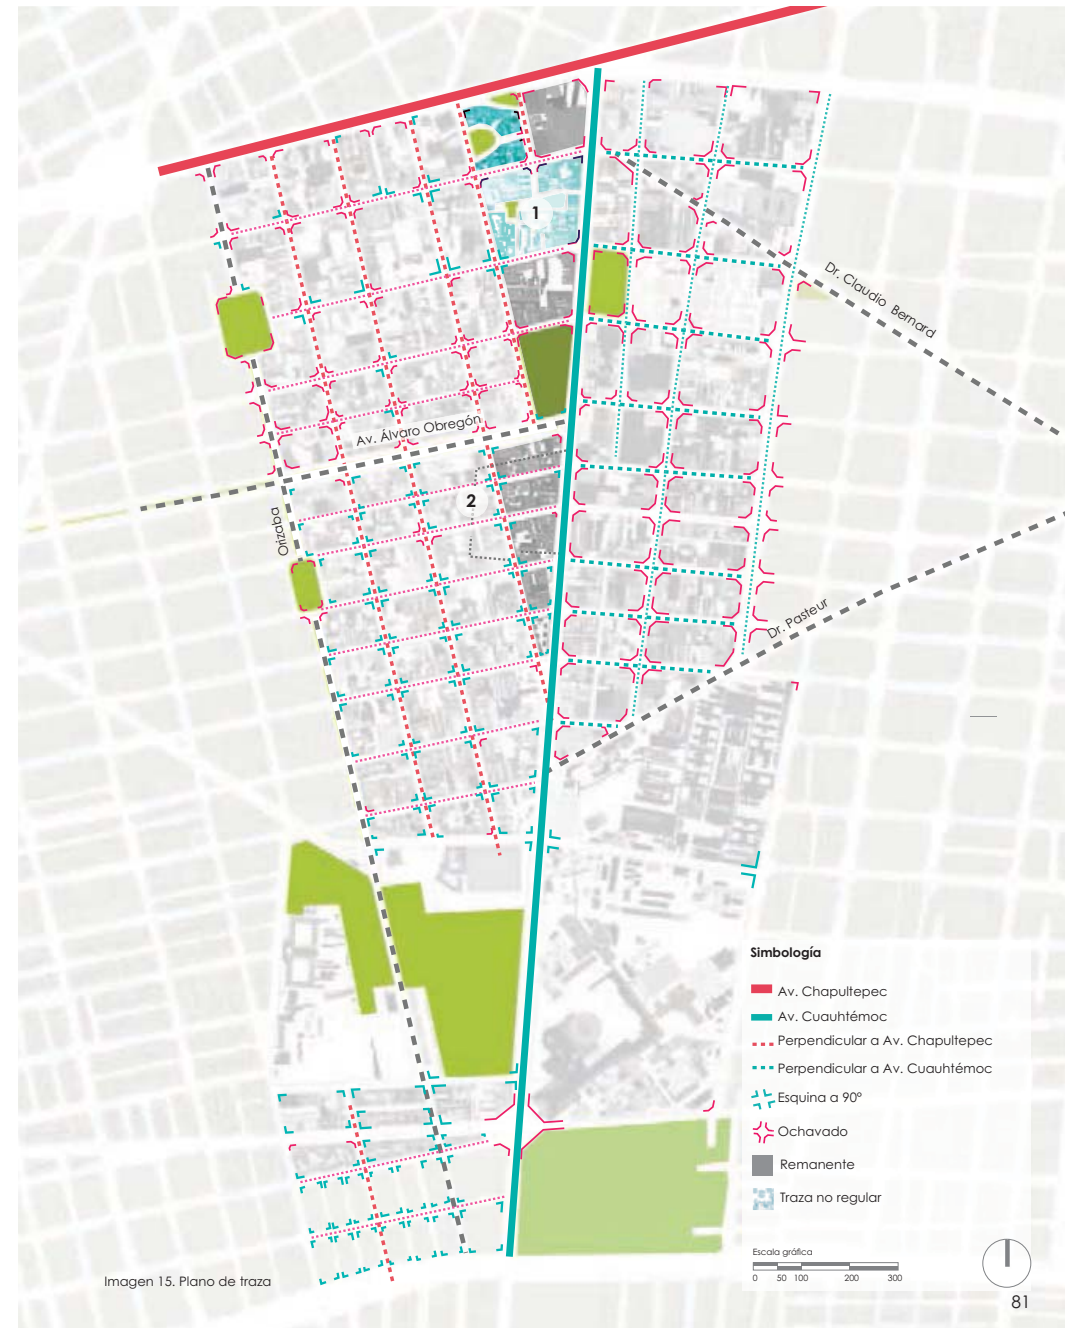 1
Dr. Claudio Bernard
Av. Álvaro Obregón
2
Orizaba
Dr. Pasteur
Simbología
Av. Chapultepec
Av. Cuauhtémoc
Perpendicular a Av. Chapultepec
Perpendicular a Av. Cuauhtémoc
Esquina a 90°
Ochavado
Remanente
Traza no regular
Escala gráfica
0 50 100 200 300
Imagen 15. Plano de traza
81